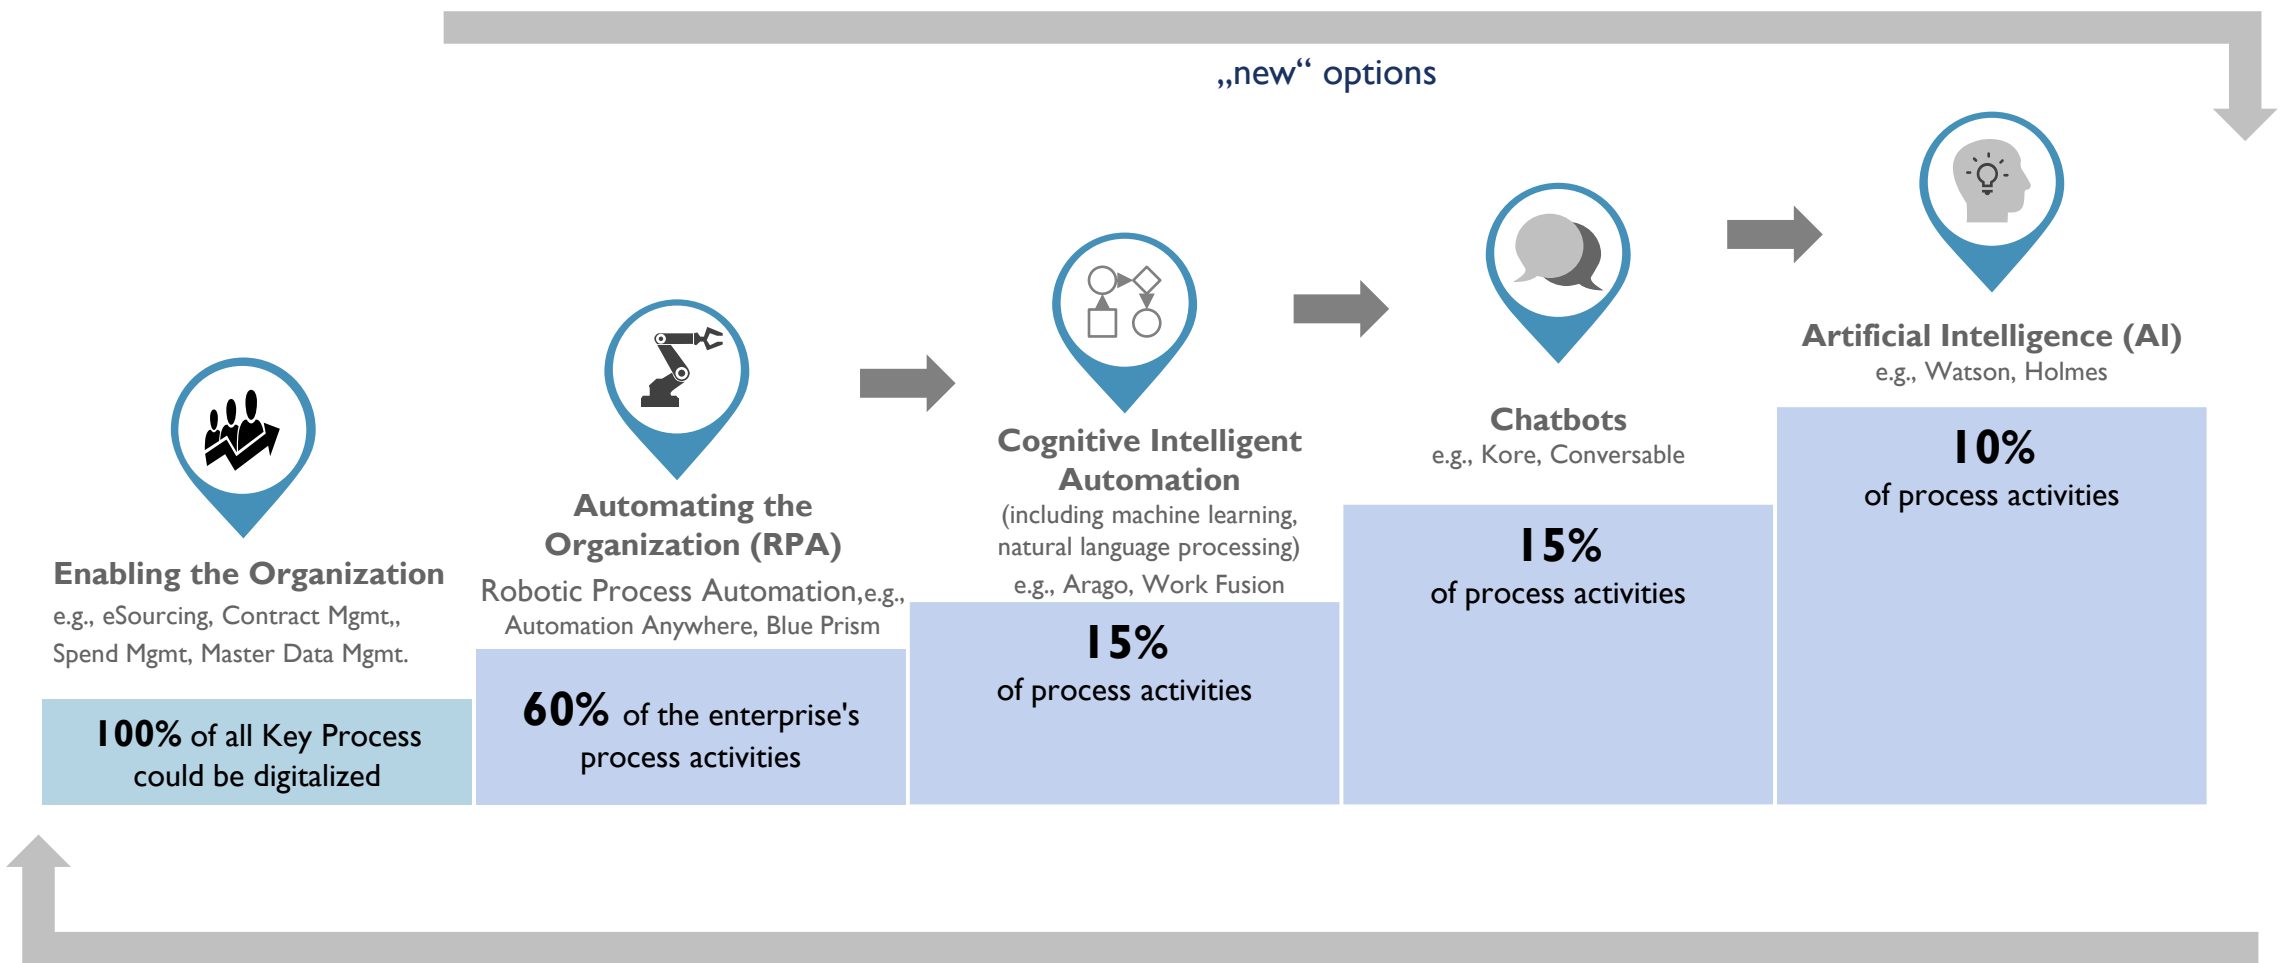 „new“ options
Enabling the Organization
e.g., eSourcing, Contract Mgmt,,
Spend Mgmt, Master Data Mgmt.
100% of all Key Process
could be digitalized
Automating the
Organization (RPA)
Robotic Process Automation,e.g.,
Automation Anywhere, Blue Prism
60% of the enterprise's
process activities
Cognitive Intelligent
Automation
(including machine learning,
natural language processing)
e.g., Arago, Work Fusion
15%
of process activities
Chatbots
e.g., Kore, Conversable
15%
of process activities
Artificial Intelligence (AI)
e.g., Watson, Holmes
10%
of process activities